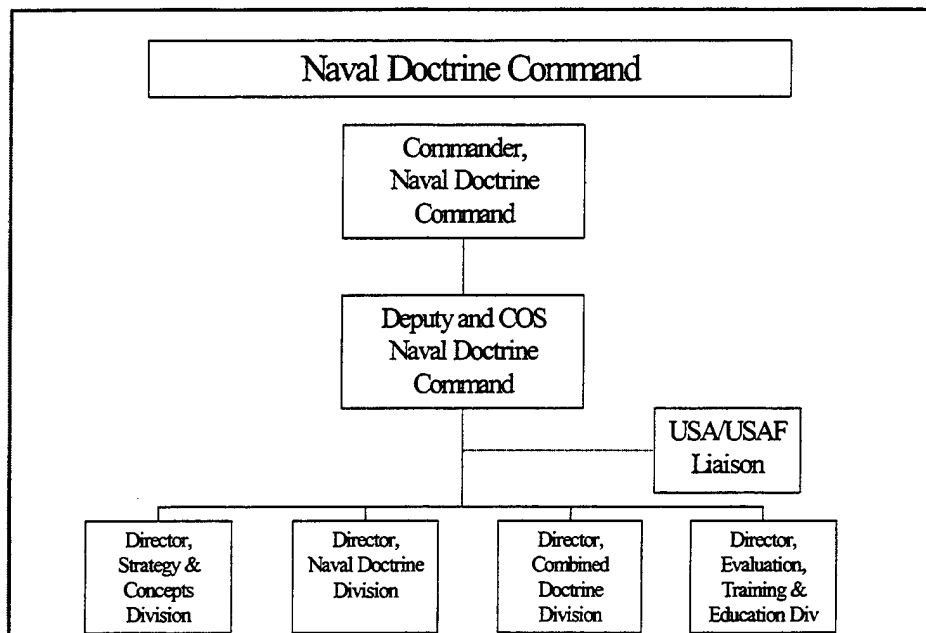 Naval Doctrine Command
Commander,
Naval Doctrine
Command
Deputy and COS
Naval Doctrine
Command
USA/USAF
Liaison
Director,
Strategy &
Concepts
Division
Director,
Naval Doctrine
Division
Director,
Combined
Doctrine
Division
Director,
Evaluation,
Training &
Education Div